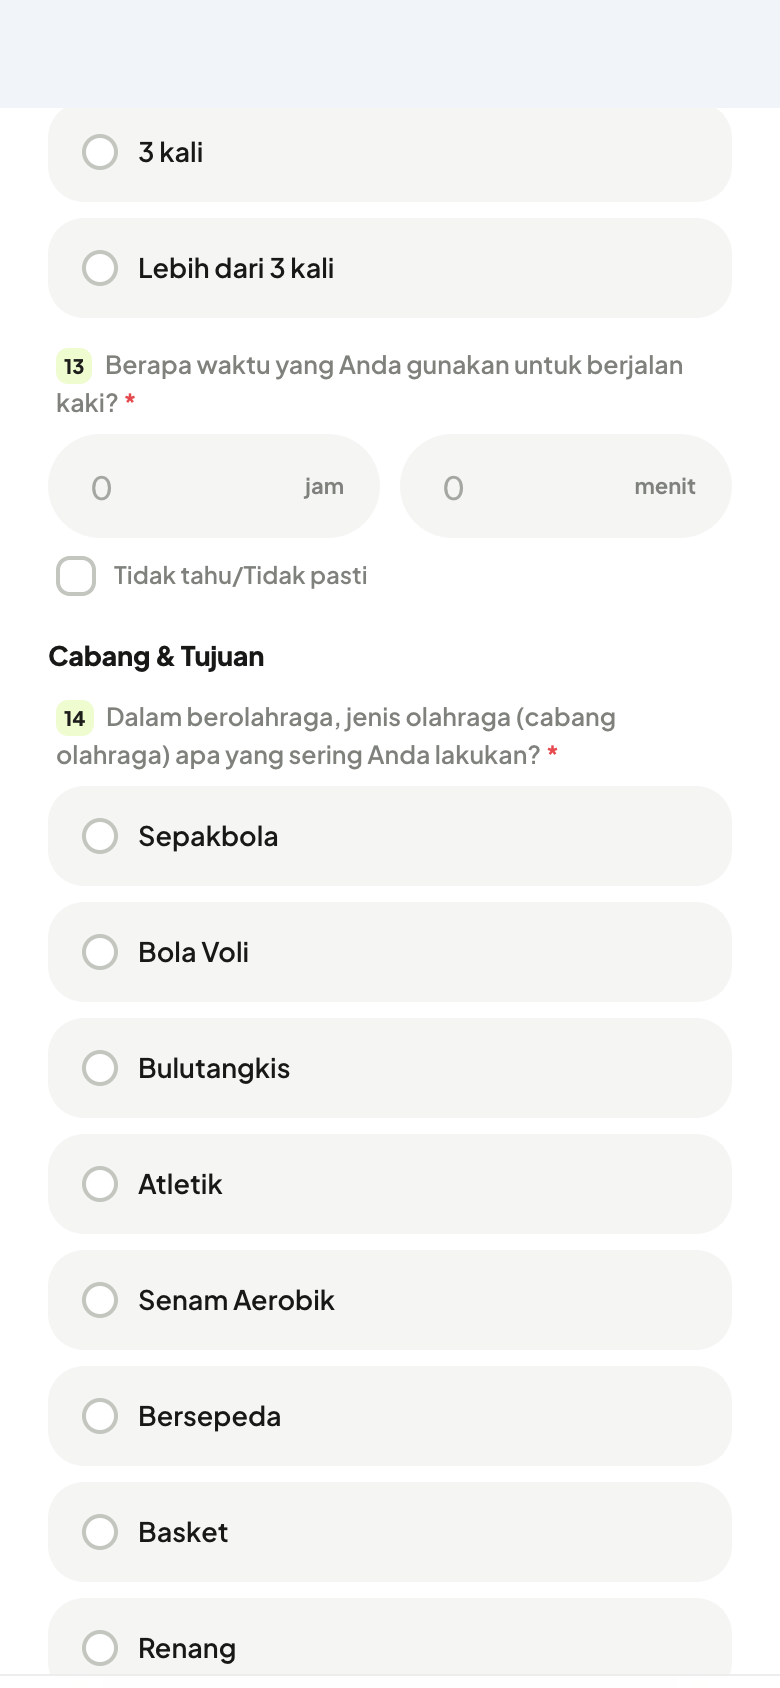 3 kali
Lebih dari 3 kali
13 Berapa waktu yang Anda gunakan untuk berjalan
kaki? *
0 jam 0 menit
Tidak tahu/Tidak pasti
Cabang & Tujuan
14 Dalam berolahraga, jenis olahraga (cabang
olahraga) apa yang sering Anda lakukan? *
Sepakbola
Bola Voli
Bulutangkis
Atletik
Senam Aerobik
Bersepeda
Basket
Renang